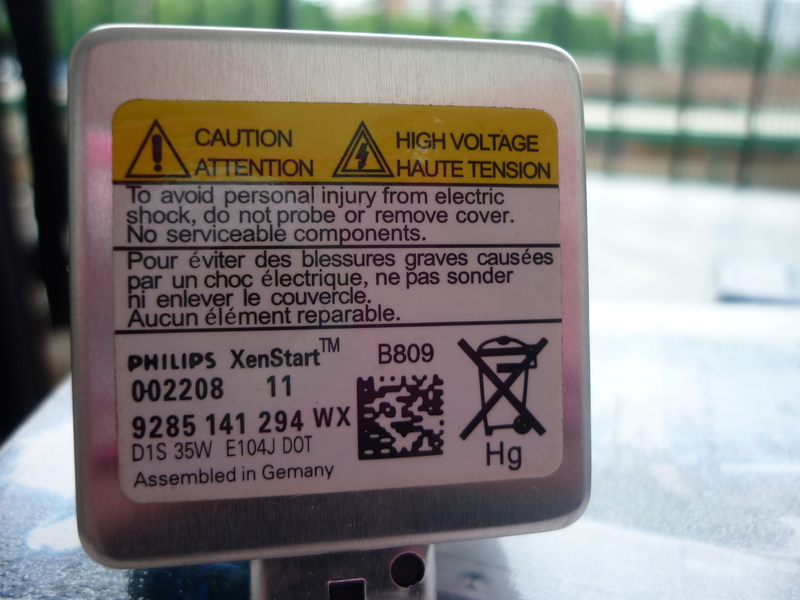 CAUTION
ATTENTION
HIGH VOLTAGE
HAUTE TENSION
To avoid personal injury from electric
shock, do not probe or remove cover.
No serviceable components.
Pour éviter des blessures graves causées
par un choc électrique, ne pas sonder
ni enlever le couvercle.
Aucun élément reparable.
PHILIPS XenStart™ B809
002208 11
9285 141 294 WX
D1S 35W E104J DOT
Assembled in Gemany
Hg